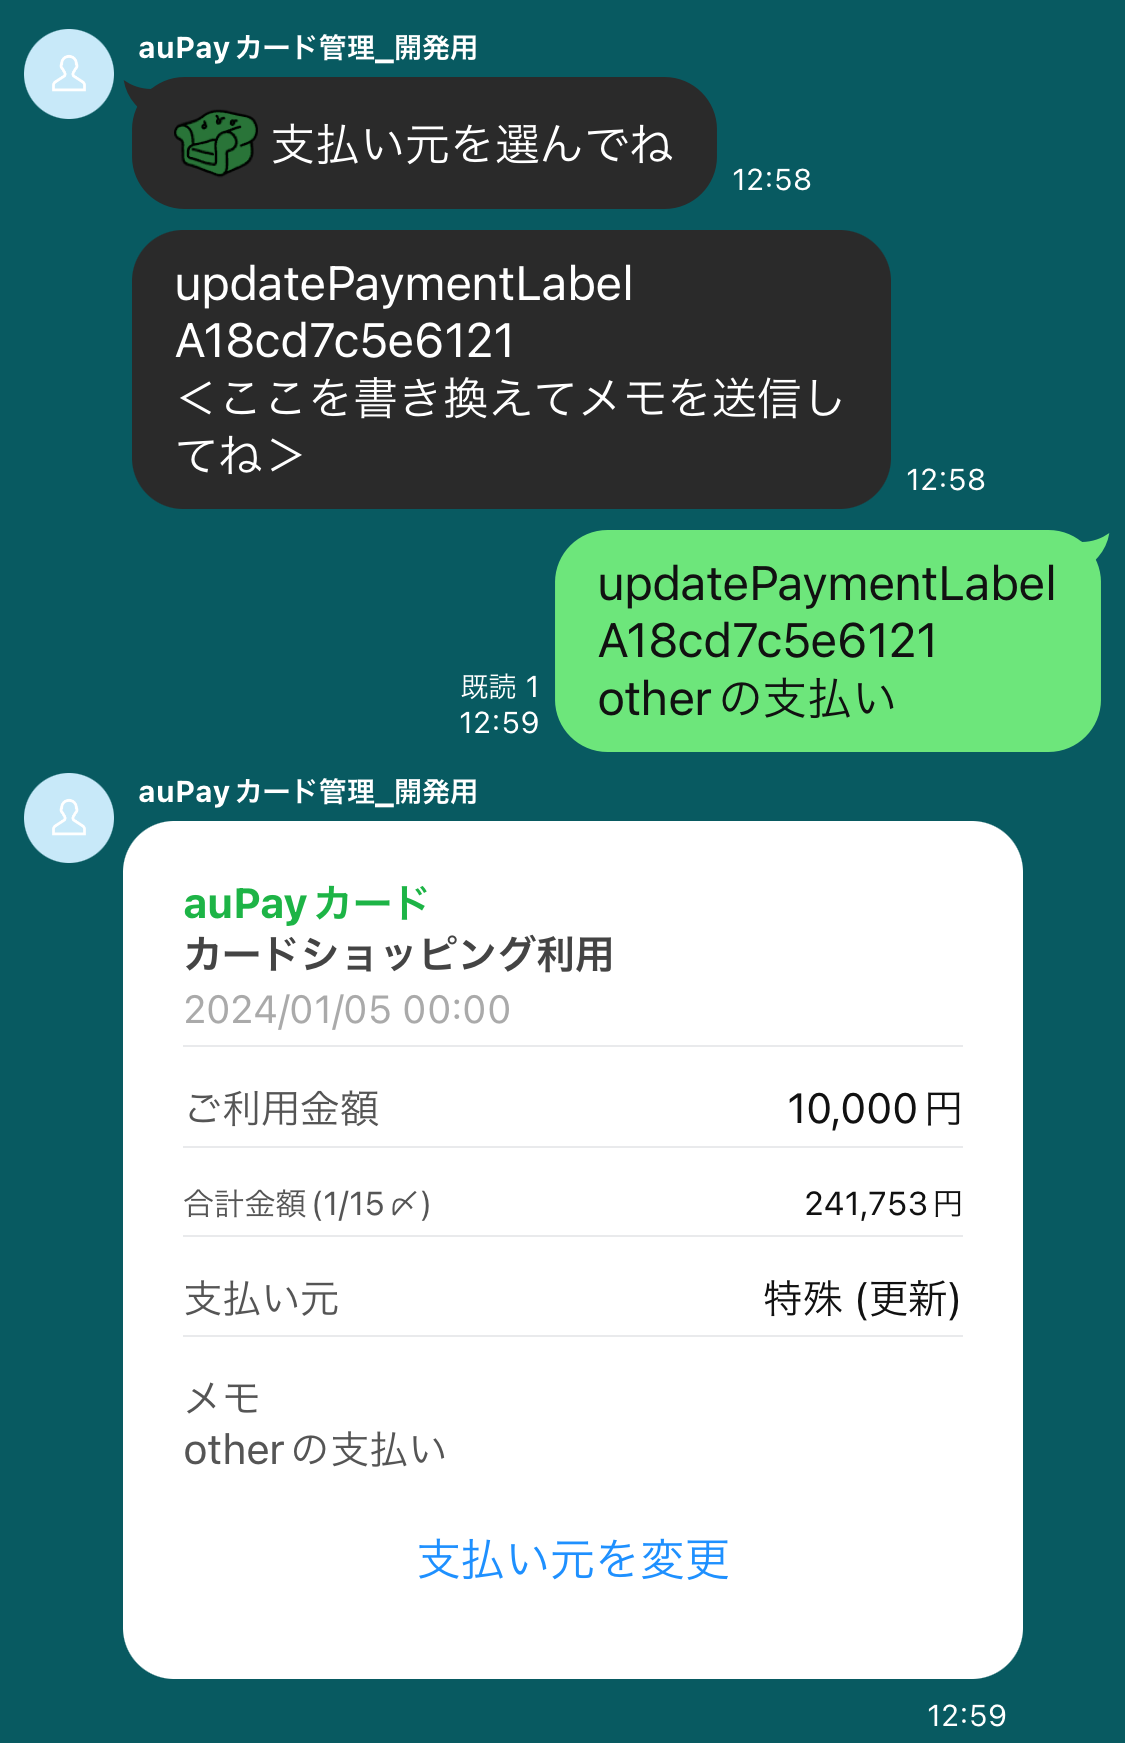 auPayカード管理_開発用
支払い元を選んでね
12:58
updatePaymentLabel
A18cd7c5e6121
＜ここを書き換えてメモを送信し
てね＞
12:58
updatePaymentLabel
A18cd7c5e6121
otherの支払い
既読 1
12:59
auPayカード管理_開発用
auPayカード
カードショッピング利用
2024/01/05 00:00
ご利用金額 10,000円
合計金額(1/15〆) 241,753円
支払い元 特殊 (更新)
メモ
otherの支払い
支払い元を変更
12:59